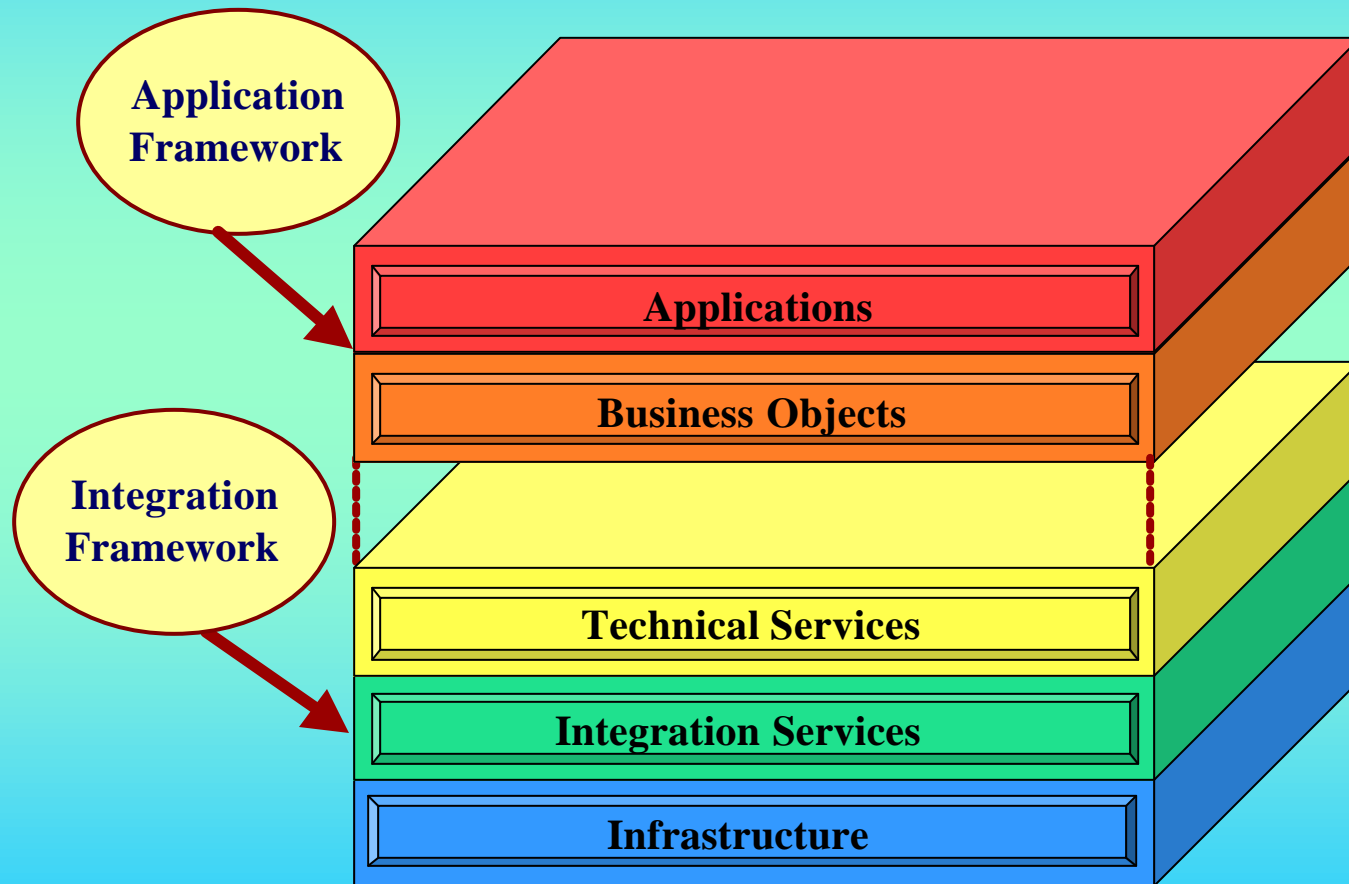 Application
Framework
Applications
Business Objects
Integration
Framework
Technical Services
Integration Services
Infrastructure